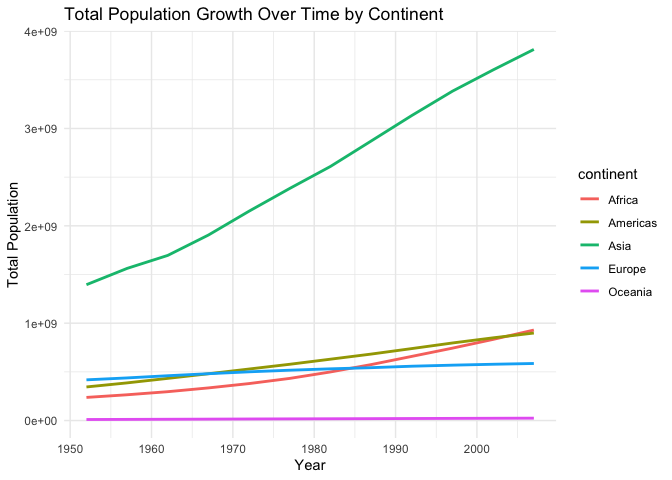 Total Population Growth Over Time by Continent
Total Population
4e+09
3e+09
2e+09
1e+09
0e+00
1950 1960 1970 1980 1990 2000
Year
continent
Africa
Americas
Asia
Europe
Oceania